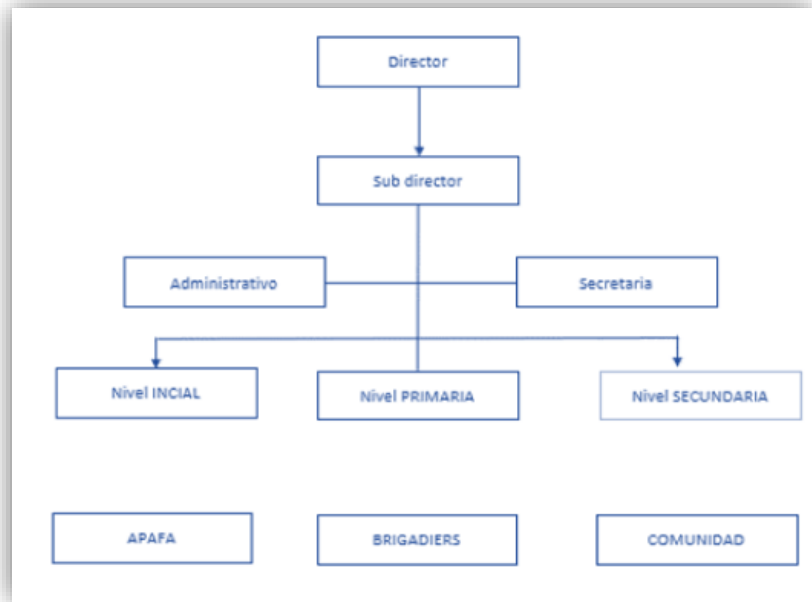 Director
Sub director
Administrativo
Secretaria
Nivel INCIAL
Nivel PRIMARIA
Nivel SECUNDARIA
APAFA
BRIGADIERS
COMUNIDAD